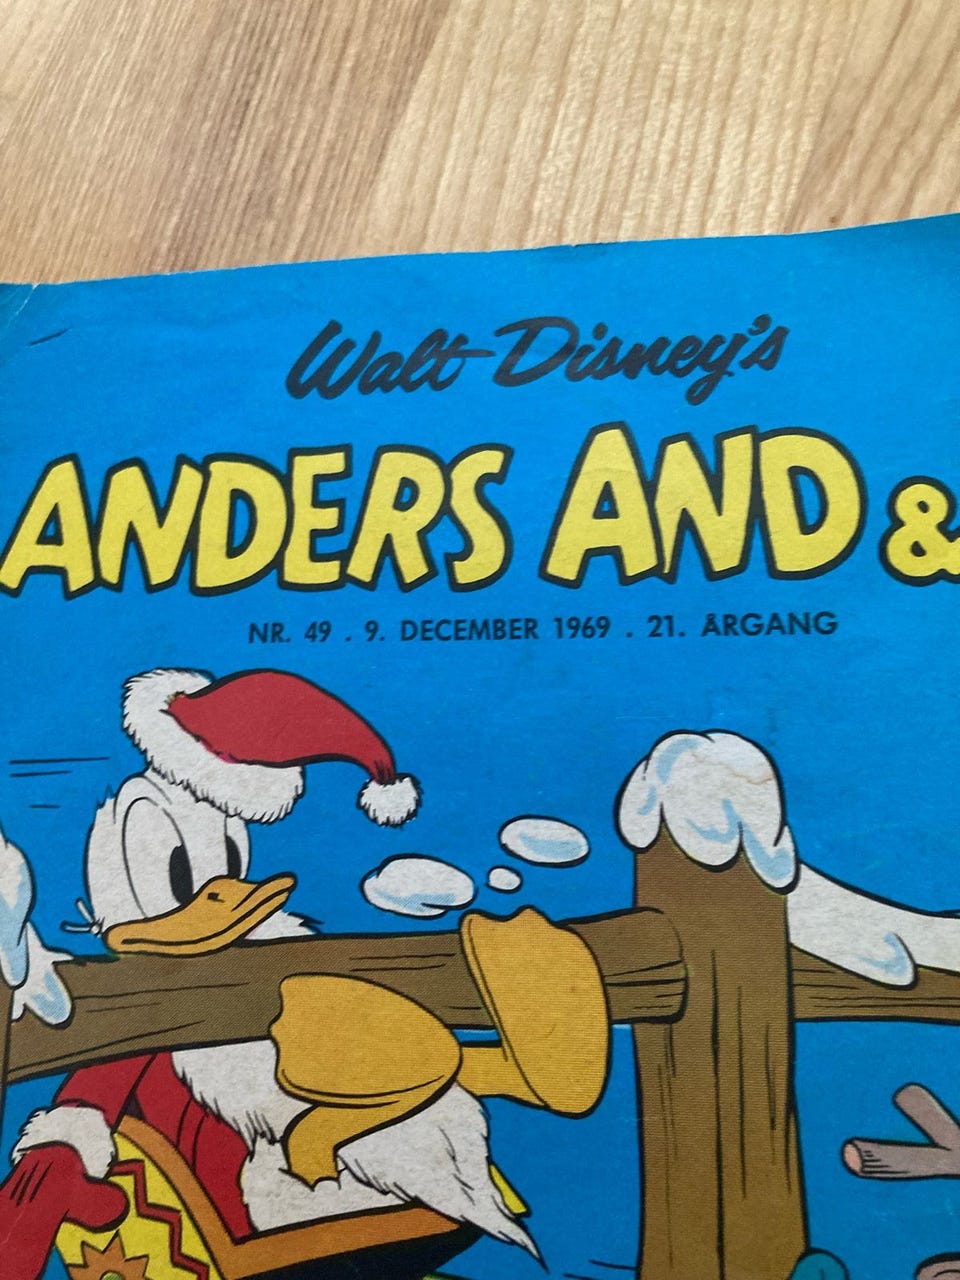 Walt Disney's
ANDERS AND &
NR. 49 . 9. DECEMBER 1969 . 21. ÅRGANG